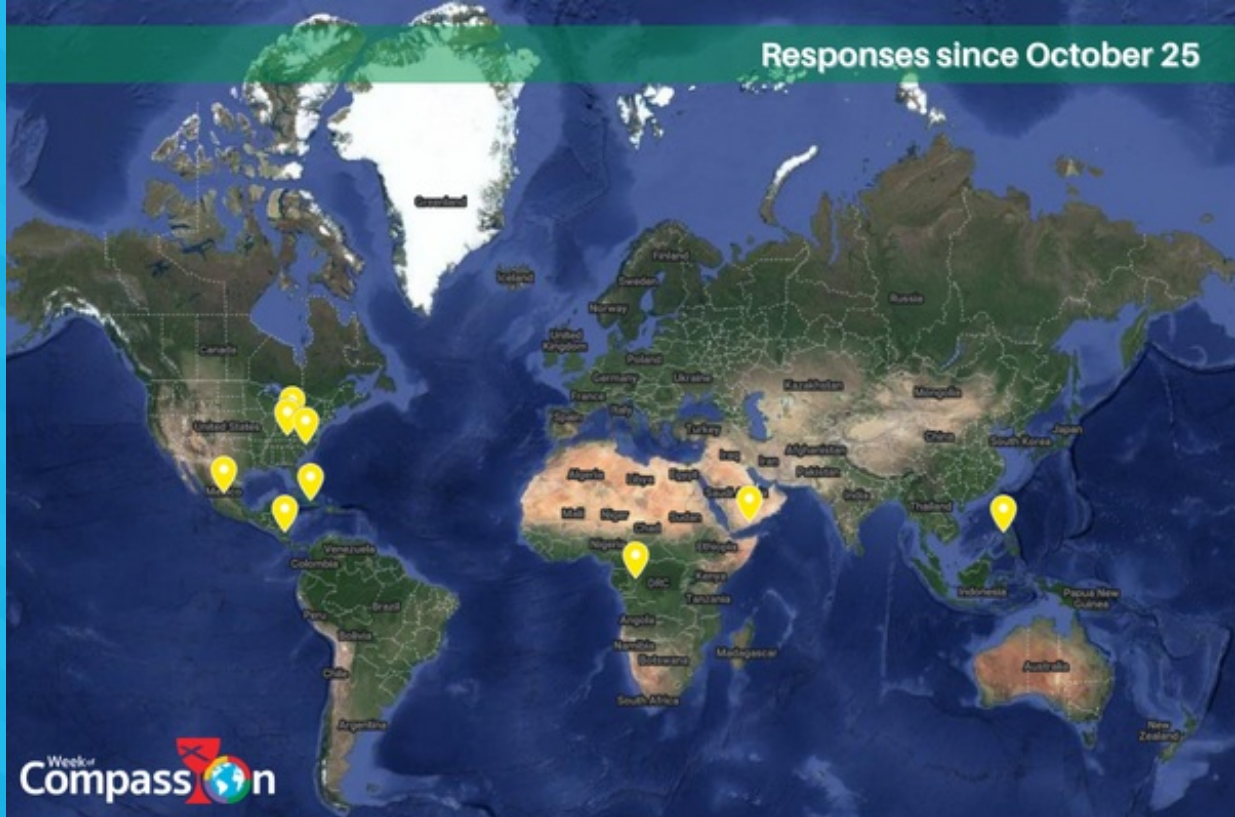 Responses since October 25
Greenland
Iceland
Finland
Sweden
Norway
Russia
United
Kingdom
Canada
Poland
Germany
Ukraine
Kazakhstan
Mongolia
France
Spain
Italy
United States
Turkey
China
South Korea
Japan
Iraq
Iran
Afghanistan
Pakistan
Algeria
Libya
Egypt
Saudi
India
Mexico
Mali
Niger
Chad
Sudan
Thailand
Nigeria
Ethiopia
Venezuela
Colombia
DRC
Kenya
Tanzania
Indonesia
Papua New
Guinea
Peru
Brazil
Angola
Bolivia
Namibia
Botswana
Madagascar
Australia
Chile
South Africa
Argentina
New
Zealand
Week of
Compassion